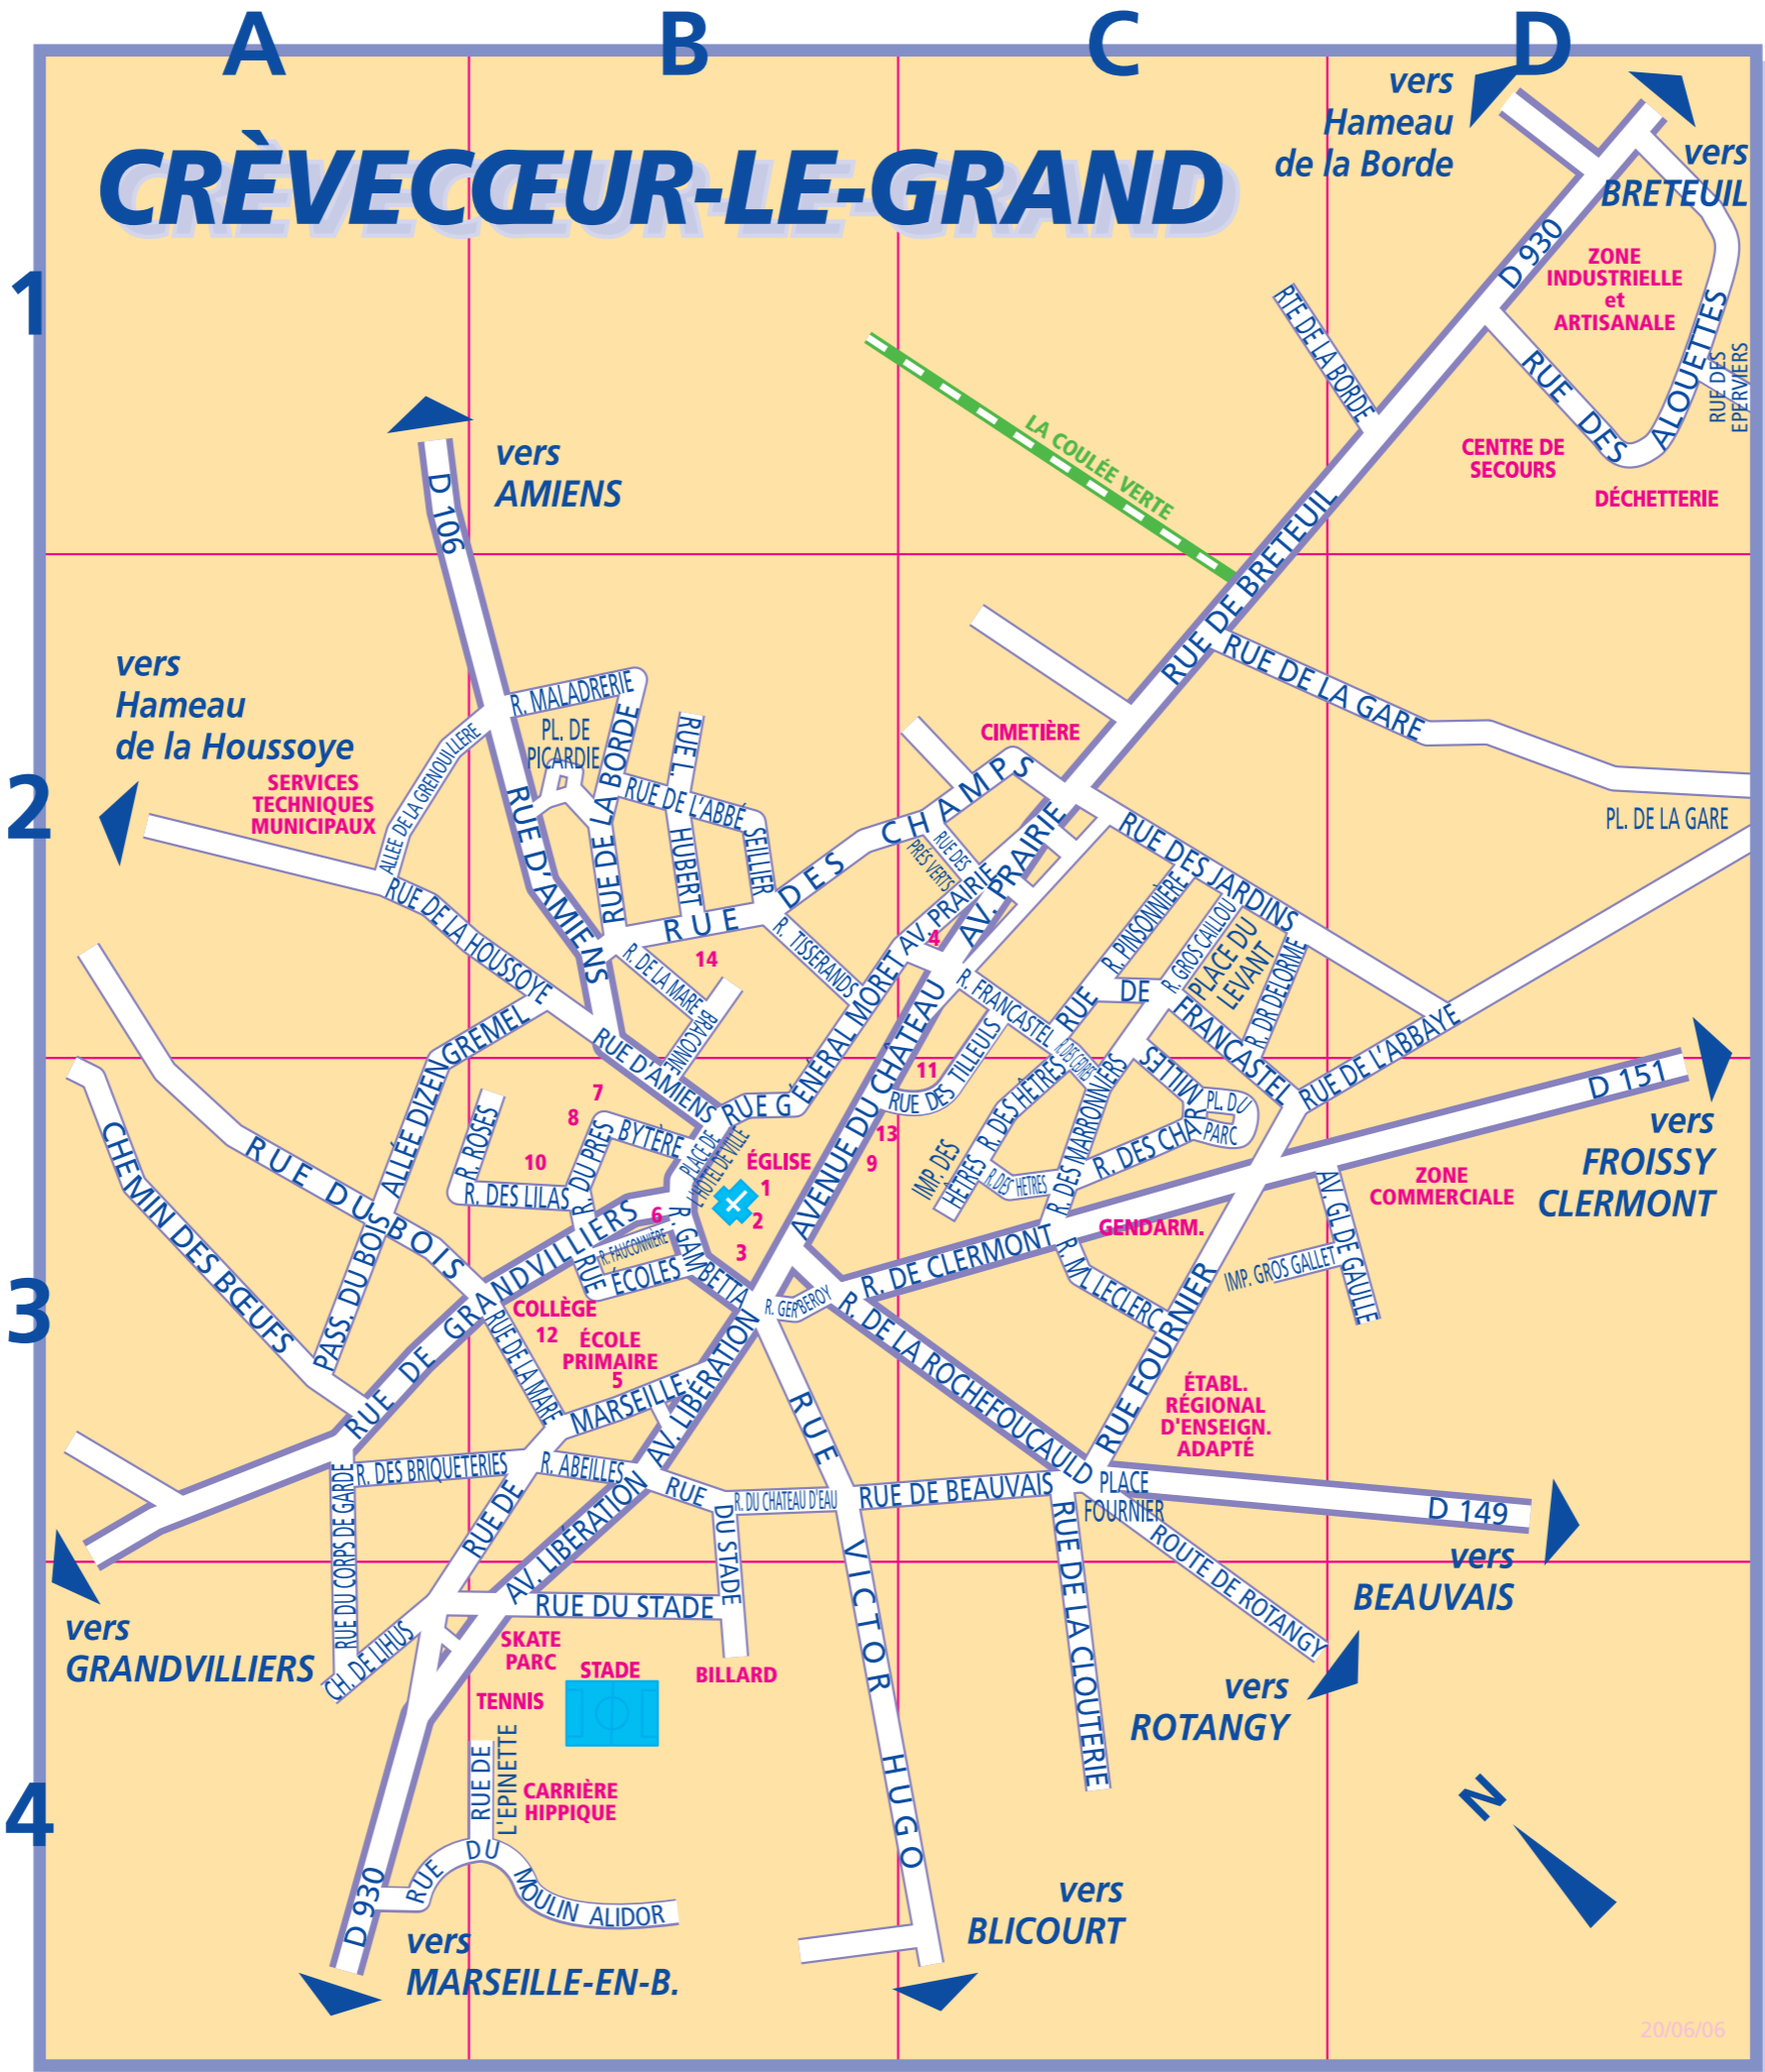 A
B
C
D
1
2
3
4
CRÈVECŒUR-LE-GRAND
vers
Hameau
de la Borde
vers
BRETEUIL
D 930
ZONE
INDUSTRIELLE
et
ARTISANALE
RUE DES ALOUETTES
RUE DES
EPERVIERS
RTE DE LA BORDE
CENTRE DE
SECOURS
DÉCHETTERIE
LA COULÉE VERTE
RUE DE BRETEUIL
vers
AMIENS
D 106
vers
Hameau
de la Houssoye
SERVICES
TECHNIQUES
MUNICIPAUX
ALLEE DE LA GRENOUILLERE
R. MALADRERIE
PL. DE
PICARDIE
RUE DE LA BORDE
RUE L.
HUBERT
RUE DE L'ABBÉ
SEILLIER
RUE D'AMIENS
RUE DE LA HOUSSOYE
CIMETIÈRE
RUE DE LA GARE
PL. DE LA GARE
RUE DES CHAMPS
RUE DES
PRÉS VERTS
AV. PRAIRIE
AV. PRAIRIE
4
RUE DES JARDINS
R. PINSONNIÈRE
R. GROS CAILLOU
PLACE DU
LEVANT
R. DR DELORME
RUE DE FRANCASTEL
R. FRANCASTEL
14
R. TISSERANDS
R. DE LA MARE
BRACONNE
RUE GÉNÉRAL MORET
RUE D'AMIENS
RUE DE L'ABBAYE
D 151
vers
FROISSY
CLERMONT
AVENUE DU CHÂTEAU
11
RUE DES TILLEULS
13
9
R. DES HÊTRES
IMP. DES
HÊTRES
R. DES HETRES
R. DES MARRONNIERS
R. DES CHARMILLES
PL. DU
PARC
ALLÉE DIZENGREMEL
7
8
10
R. ROSES
R. DES LILAS
R. DU PRES
BYTÈRE
PLACE DE
L'HÔTEL DE VILLE
ÉGLISE
1
2
3
6
R. GAMBETTA
R. FAUCONNIÈRE
RUE
ÉCOLES
RUE DU BOIS
CHEMIN DES BŒUFS
PASS. DU BOIS
RUE DE GRANDVILLIERS
COLLÈGE
12
ÉCOLE
PRIMAIRE
5
RUE DE LA MARE
R. GERBEROY
R. DE CLERMONT
GENDARM.
R. M. LECLERC
ZONE
COMMERCIALE
AV. GL DE GAULLE
IMP. GROS GALLET
RUE FOURNIER
R. DE LA ROCHEFOUCAULD
ÉTABL.
RÉGIONAL
D'ENSEIGN.
ADAPTÉ
RUE DE MARSEILLE
AV. LIBÉRATION
AV. LIBÉRATION
AV. LIBÉRATION
R. DES BRIQUETERIES
R. ABEILLES
RUE
DU STADE
R. DU CHATEAU D'EAU
RUE DE BEAUVAIS
PLACE
FOURNIER
D 149
vers
BEAUVAIS
RUE DU CORPS DE GARDE
RUE VICTOR HUGO
RUE DE LA CLOUTERIE
ROUTE DE ROTANGY
vers
ROTANGY
vers
GRANDVILLIERS
CH. DE LIHUS
RUE DU STADE
SKATE
PARC
STADE
TENNIS
BILLARD
RUE DE
L'EPINETTE
CARRIÈRE
HIPPIQUE
RUE DU MOULIN ALIDOR
D 930
vers
MARSEILLE-EN-B.
vers
BLICOURT
N
20/06/06